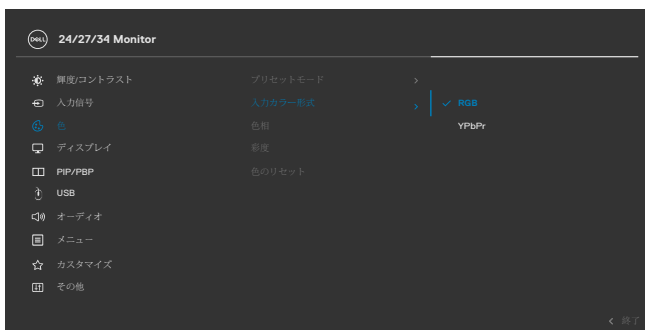 DELL
24/27/34 Monitor
輝度/コントラスト
入力信号
色
ディスプレイ
PIP/PBP
USB
オーディオ
メニュー
カスタマイズ
その他
プリセットモード
入力カラー形式
色相
彩度
色のリセット
RGB
YPbPr
終了